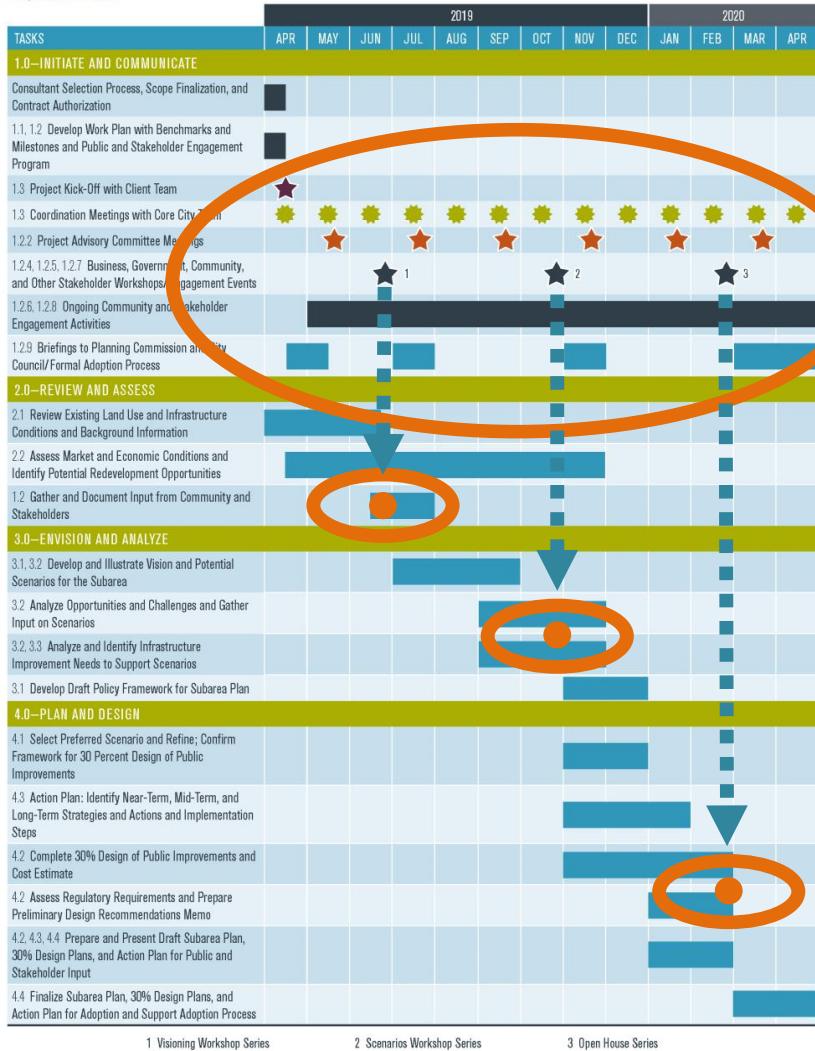 2019 2020
TASKS APR MAY JUN JUL AUG SEP OCT NOV DEC JAN FEB MAR APR
1.0—INITIATE AND COMMUNICATE
Consultant Selection Process, Scope Finalization, and
Contract Authorization
1.1, 1.2 Develop Work Plan with Benchmarks and
Milestones and Public and Stakeholder Engagement
Program
1.3 Project Kick-Off with Client Team
1.3 Coordination Meetings with Core City
1.2.2 Project Advisory Committee Meetings
1.2.4, 1.2.5, 1.2.7 Business, Government, Community,
and Other Stakeholder Workshops/Engagement Events
1 2 3
1.2.6, 1.2.8 Ongoing Community and Stakeholder
Engagement Activities
1.2.9 Briefings to Planning Commission and City
Council/Formal Adoption Process
2.0—REVIEW AND ASSESS
2.1 Review Existing Land Use and Infrastructure
Conditions and Background Information
2.2 Assess Market and Economic Conditions and
Identify Potential Redevelopment Opportunities
1.2 Gather and Document Input from Community and
Stakeholders
3.0—ENVISION AND ANALYZE
3.1, 3.2 Develop and Illustrate Vision and Potential
Scenarios for the Subarea
3.2 Analyze Opportunities and Challenges and Gather
Input on Scenarios
3.2, 3.3 Analyze and Identify Infrastructure
Improvement Needs to Support Scenarios
3.1 Develop Draft Policy Framework for Subarea Plan
4.0—PLAN AND DESIGN
4.1 Select Preferred Scenario and Refine; Confirm
Framework for 30 Percent Design of Public
Improvements
4.3 Action Plan: Identify Near-Term, Mid-Term, and
Long-Term Strategies and Actions and Implementation
Steps
4.2 Complete 30% Design of Public Improvements and
Cost Estimate
4.2 Assess Regulatory Requirements and Prepare
Preliminary Design Recommendations Memo
4.2, 4.3, 4.4 Prepare and Present Draft Subarea Plan,
30% Design Plans, and Action Plan for Public and
Stakeholder Input
4.4 Finalize Subarea Plan, 30% Design Plans, and
Action Plan for Adoption and Support Adoption Process
1 Visioning Workshop Series 2 Scenarios Workshop Series 3 Open House Series